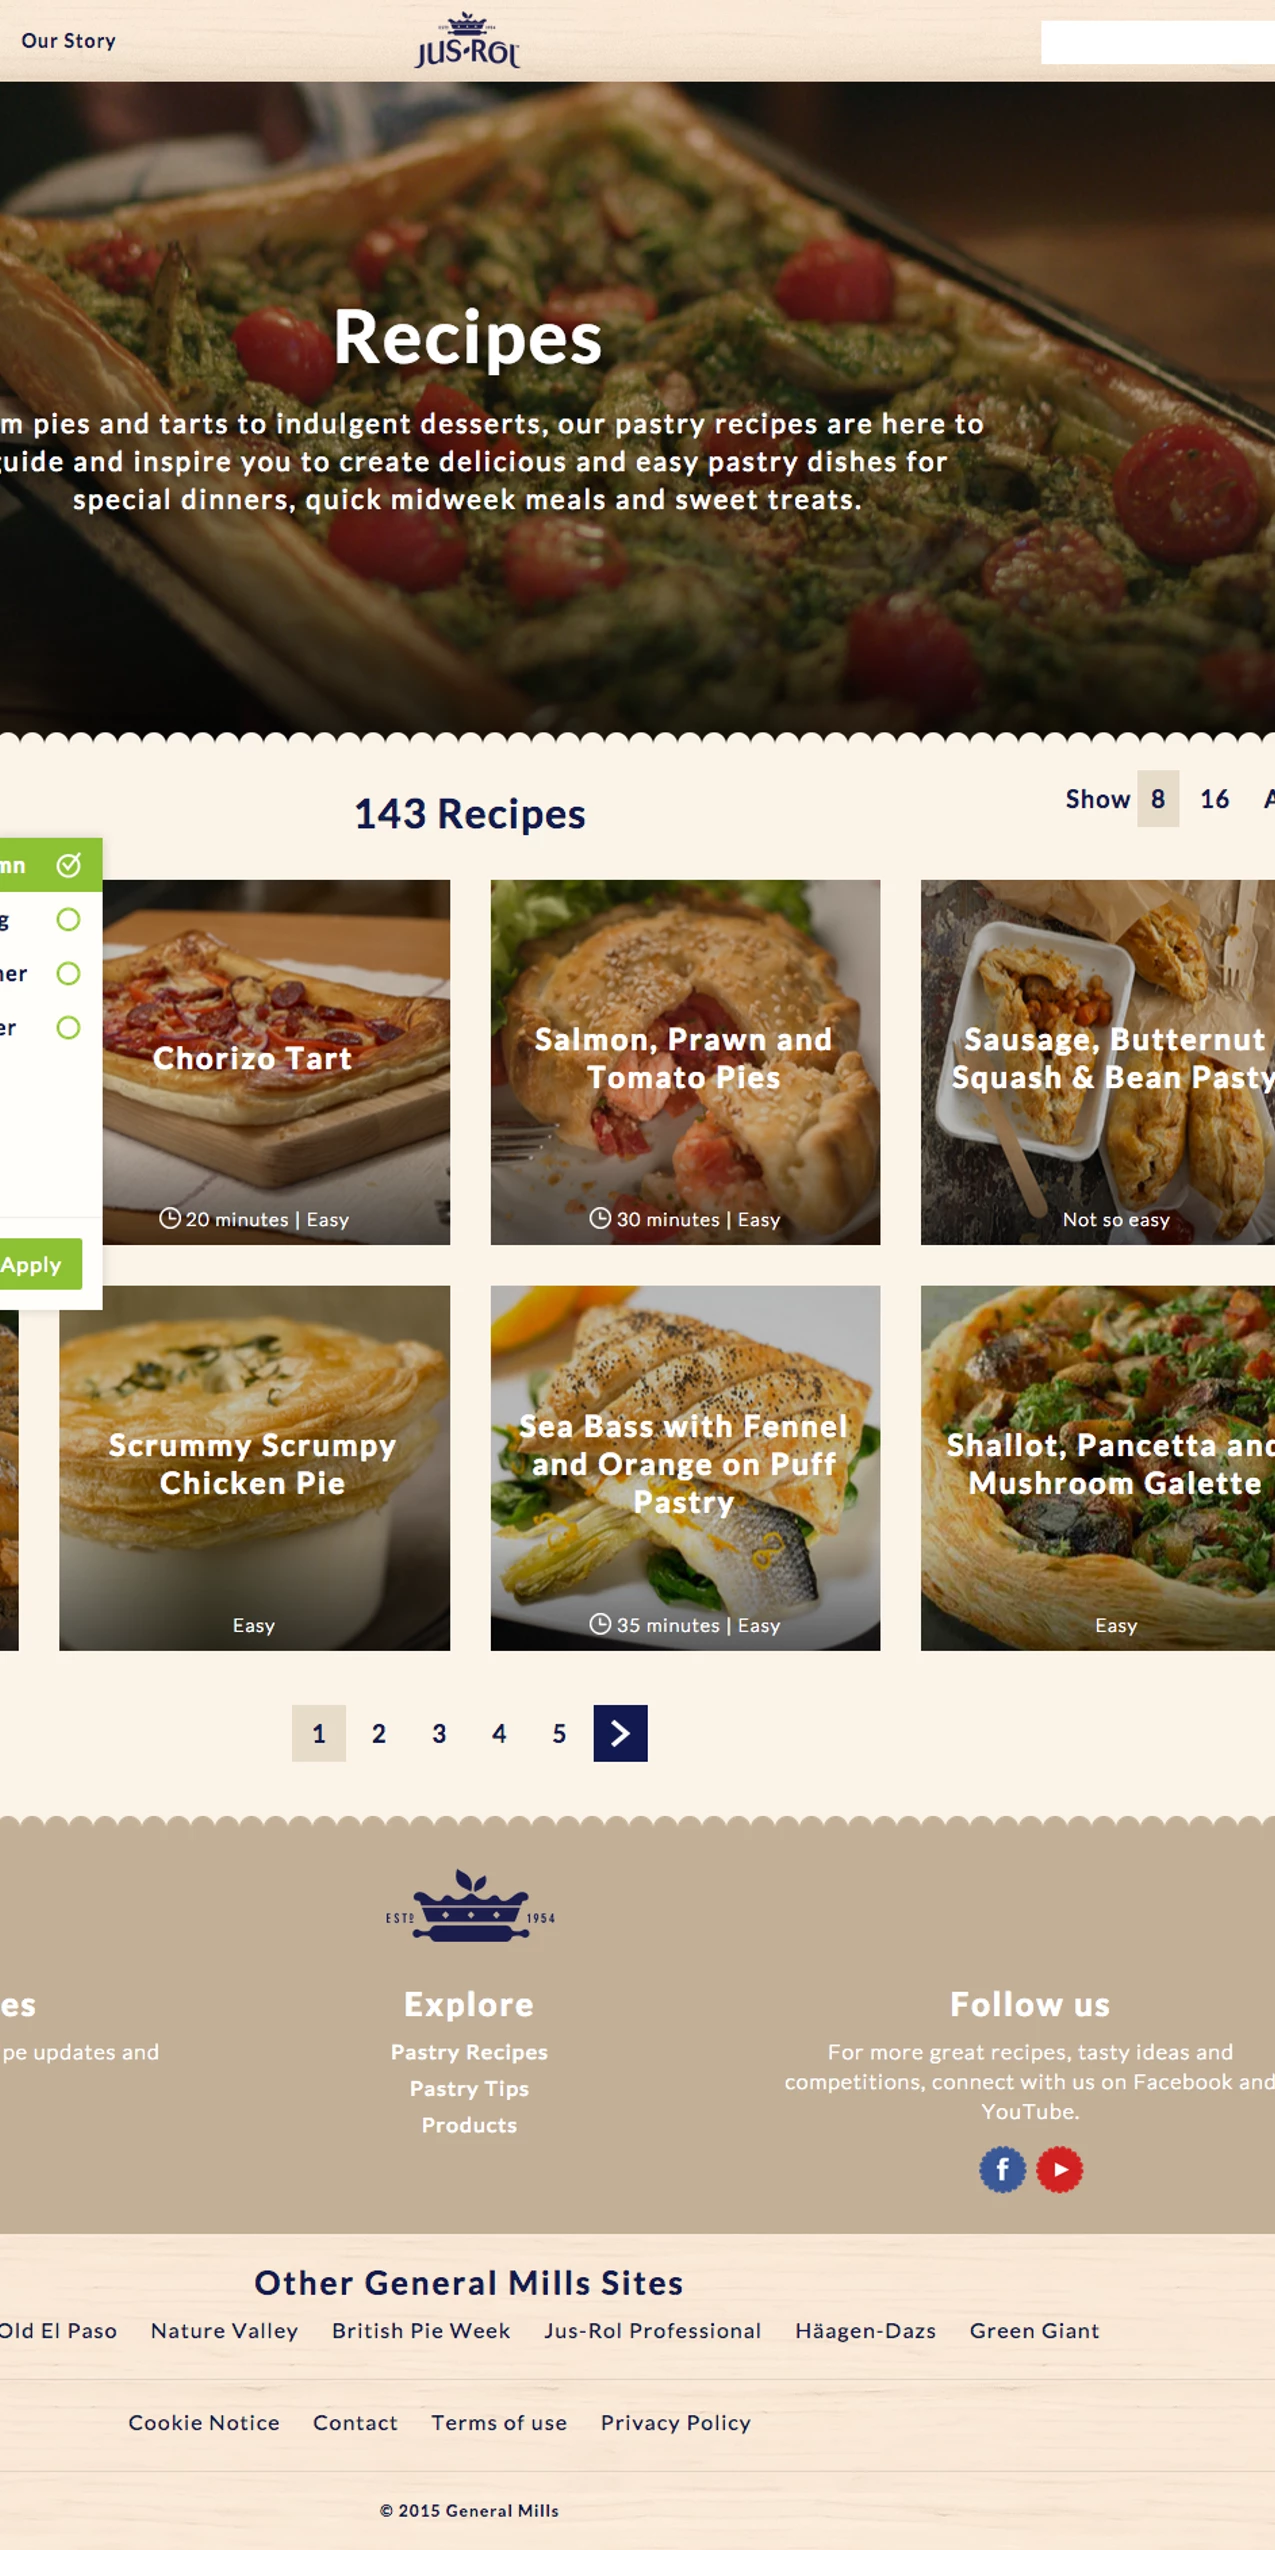 Our Story
ESTD 1954
JUS-ROL
Recipes
m pies and tarts to indulgent desserts, our pastry recipes are here to
guide and inspire you to create delicious and easy pastry dishes for
special dinners, quick midweek meals and sweet treats.
143 Recipes
Show 8 16 A
mn
g
ner
er
Apply
Chorizo Tart
20 minutes | Easy
Salmon, Prawn and
Tomato Pies
30 minutes | Easy
Sausage, Butternut
Squash & Bean Pasty
Not so easy
Scrummy Scrumpy
Chicken Pie
Easy
Sea Bass with Fennel
and Orange on Puff
Pastry
35 minutes | Easy
Shallot, Pancetta and
Mushroom Galette
Easy
1 2 3 4 5 >
ESTD 1954
es
pe updates and
Explore
Pastry Recipes
Pastry Tips
Products
Follow us
For more great recipes, tasty ideas and
competitions, connect with us on Facebook and
YouTube.
f
Other General Mills Sites
Old El Paso Nature Valley British Pie Week Jus-Rol Professional Häagen-Dazs Green Giant
Cookie Notice Contact Terms of use Privacy Policy
© 2015 General Mills